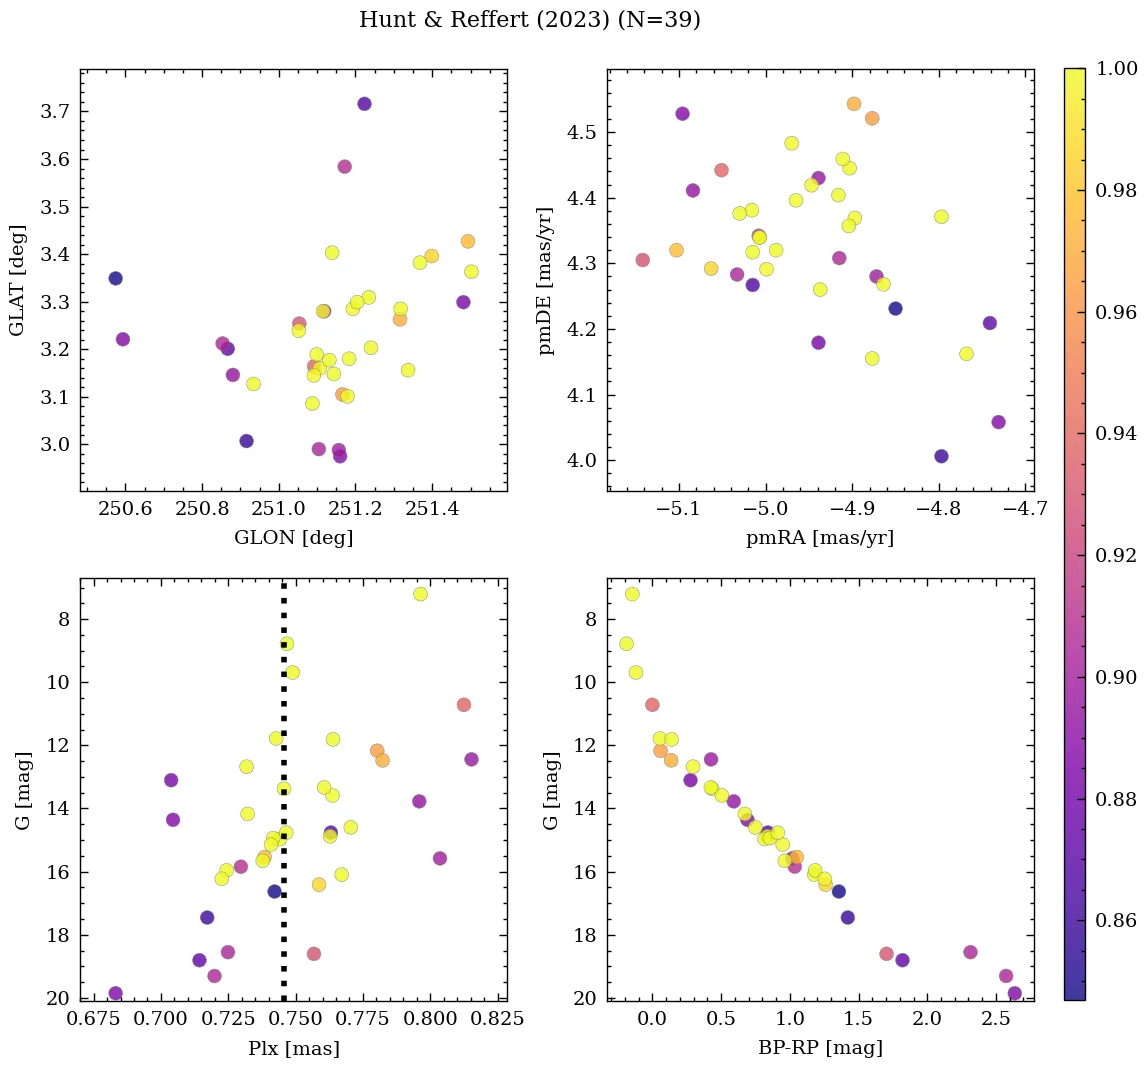 Hunt & Reffert (2023) (N=39)
3.7
3.6
3.5
3.4
3.3
3.2
3.1
3.0
GLAT [deg]
250.6 250.8 251.0 251.2 251.4
GLON [deg]
4.5
4.4
4.3
4.2
4.1
4.0
pmDE [mas/yr]
−5.1 −5.0 −4.9 −4.8 −4.7
pmRA [mas/yr]
8
10
12
14
16
18
20
G [mag]
0.675 0.700 0.725 0.750 0.775 0.800 0.825
Plx [mas]
8
10
12
14
16
18
20
G [mag]
0.0 0.5 1.0 1.5 2.0 2.5
BP-RP [mag]
1.00
0.98
0.96
0.94
0.92
0.90
0.88
0.86